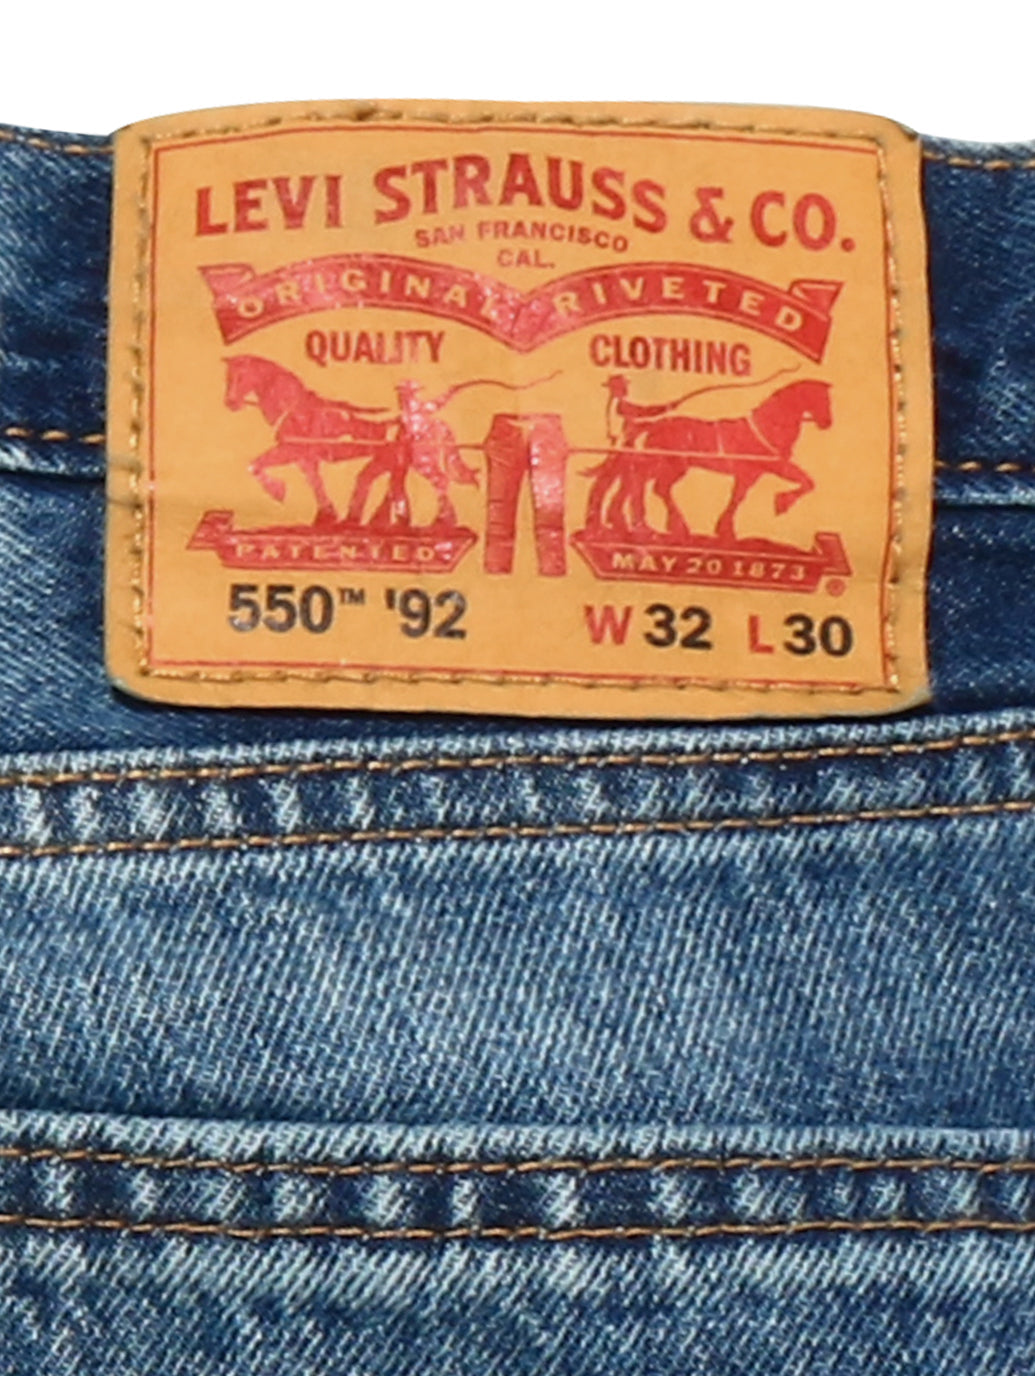 LEVI STRAUSS & CO.
SAN FRANCISCO
CAL.
ORIGINAL RIVETED
QUALITY CLOTHING
PATENTED MAY 20 1873 ®
550™ '92 W 32 L 30